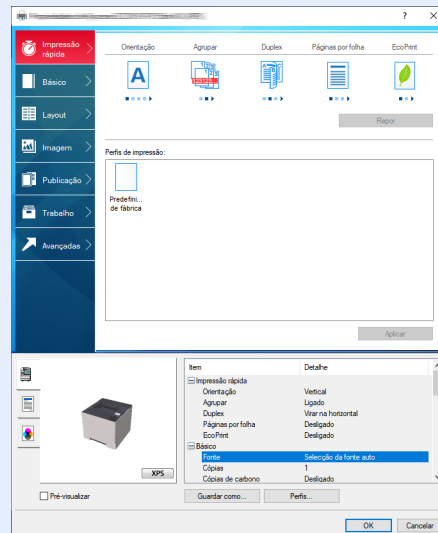 ?
Impressão rápida
Básico
Layout
Imagem
Publicação
Trabalho
Avançadas
Orientação Agrupar Duplex Páginas por folha EcoPrint
A
123123
Repor
Perfis de impressão:
Predefini...
de fábrica
Aplicar
XPS
Pré-visualizar
Item Detalhe
Impressão rápida
Orientação Vertical
Agrupar Ligado
Duplex Virar na horizontal
Páginas por folha Desligado
EcoPrint Desligado
Básico
Fonte Selecção da fonte auto
Cópias 1
Cópias de carbono Desligado
Guardar como... Perfis...
OK Cancelar